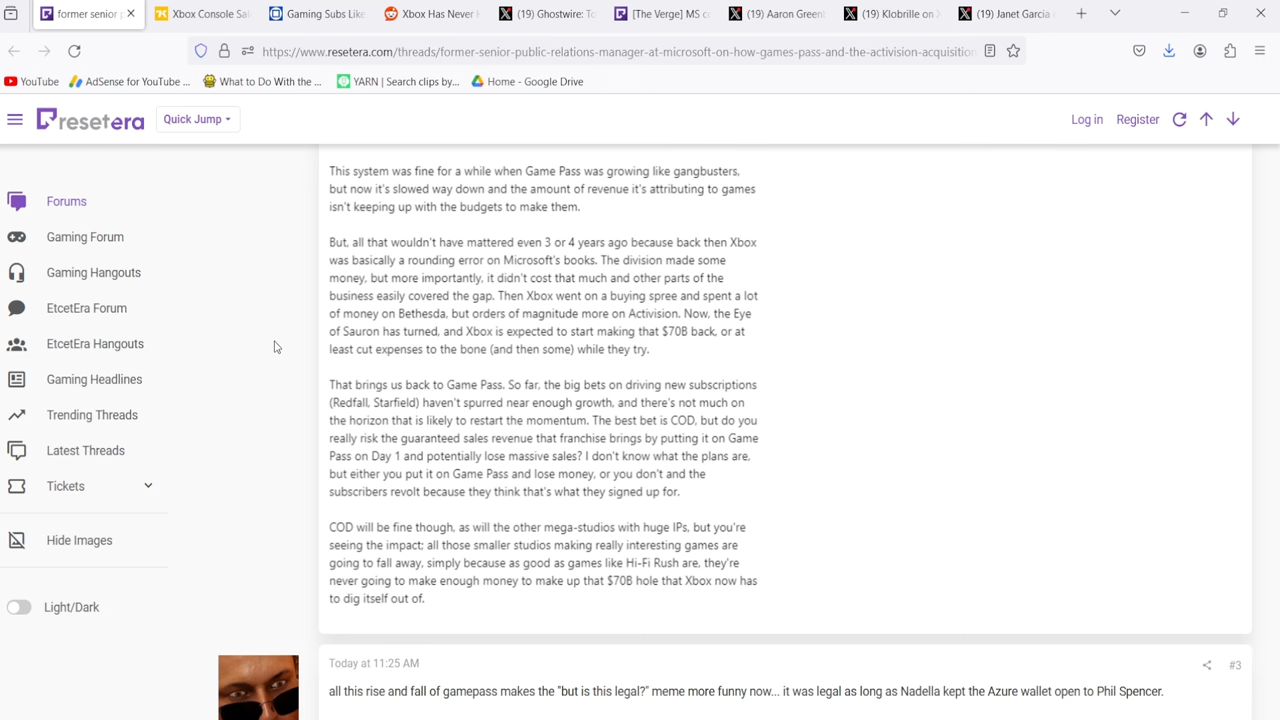 former senior p
Xbox Console Sal
Gaming Subs Like
Xbox Has Never H
(19) Ghostwire: To
[The Verge] MS co
(19) Aaron Greenb
(19) Klobrille on X
(19) Janet Garcia o
https://www.resetera.com/threads/former-senior-public-relations-manager-at-microsoft-on-how-games-pass-and-the-activision-acquisition
YouTube
AdSense for YouTube ...
What to Do With the ...
YARN | Search clips by...
Home - Google Drive
resetera
Quick Jump
Log in
Register
Forums
Gaming Forum
Gaming Hangouts
EtcetEra Forum
EtcetEra Hangouts
Gaming Headlines
Trending Threads
Latest Threads
Tickets
Hide Images
Light/Dark
This system was fine for a while when Game Pass was growing like gangbusters,
but now it's slowed way down and the amount of revenue it's attributing to games
isn't keeping up with the budgets to make them.
But, all that wouldn't have mattered even 3 or 4 years ago because back then Xbox
was basically a rounding error on Microsoft's books. The division made some
money, but more importantly, it didn't cost that much and other parts of the
business easily covered the gap. Then Xbox went on a buying spree and spent a lot
of money on Bethesda, but orders of magnitude more on Activision. Now, the Eye
of Sauron has turned, and Xbox is expected to start making that $70B back, or at
least cut expenses to the bone (and then some) while they try.
That brings us back to Game Pass. So far, the big bets on driving new subscriptions
(Redfall, Starfield) haven't spurred near enough growth, and there's not much on
the horizon that is likely to restart the momentum. The best bet is COD, but do you
really risk the guaranteed sales revenue that franchise brings by putting it on Game
Pass on Day 1 and potentially lose massive sales? I don't know what the plans are,
but either you put it on Game Pass and lose money, or you don't and the
subscribers revolt because they think that's what they signed up for.
COD will be fine though, as will the other mega-studios with huge IPs, but you're
seeing the impact; all those smaller studios making really interesting games are
going to fall away, simply because as good as games like Hi-Fi Rush are, they're
never going to make enough money to make up that $70B hole that Xbox now has
to dig itself out of.
Today at 11:25 AM
#3
all this rise and fall of gamepass makes the "but is this legal?" meme more funny now... it was legal as long as Nadella kept the Azure wallet open to Phil Spencer.